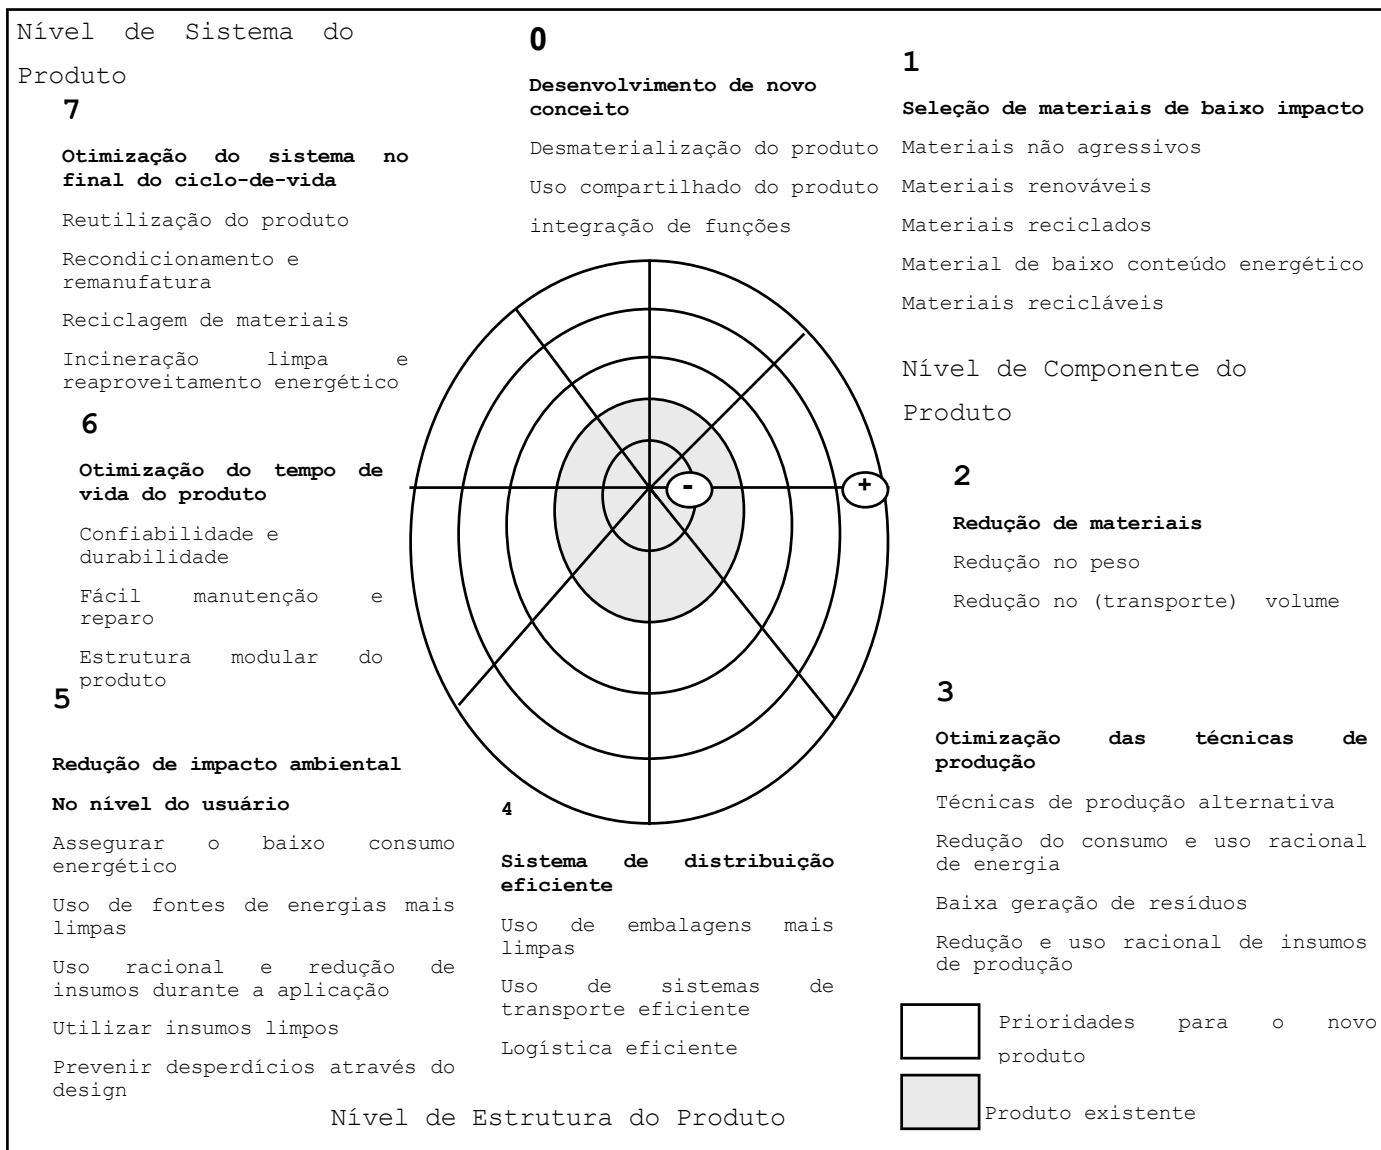 Nível de Sistema do
Produto
7
Otimização do sistema no
final do ciclo-de-vida
Reutilização do produto
Recondicionamento e
remanufatura
Reciclagem de materiais
Incineração limpa e
reaproveitamento energético
6
Otimização do tempo de
vida do produto
Confiabilidade e
durabilidade
Fácil manutenção e
reparo
Estrutura modular do
produto
5
Redução de impacto ambiental
No nível do usuário
Assegurar o baixo consumo
energético
Uso de fontes de energias mais
limpas
Uso racional e redução de
insumos durante a aplicação
Utilizar insumos limpos
Prevenir desperdícios através do
design
0
Desenvolvimento de novo
conceito
Desmaterialização do produto
Uso compartilhado do produto
integração de funções
-
+
4
Sistema de distribuição
eficiente
Uso de embalagens mais
limpas
Uso de sistemas de
transporte eficiente
Logística eficiente
Nível de Estrutura do Produto
1
Seleção de materiais de baixo impacto
Materiais não agressivos
Materiais renováveis
Materiais reciclados
Material de baixo conteúdo energético
Materiais recicláveis
Nível de Componente do
Produto
2
Redução de materiais
Redução no peso
Redução no (transporte) volume
3
Otimização das técnicas de
produção
Técnicas de produção alternativa
Redução do consumo e uso racional
de energia
Baixa geração de resíduos
Redução e uso racional de insumos
de produção
Prioridades para o novo
produto
Produto existente